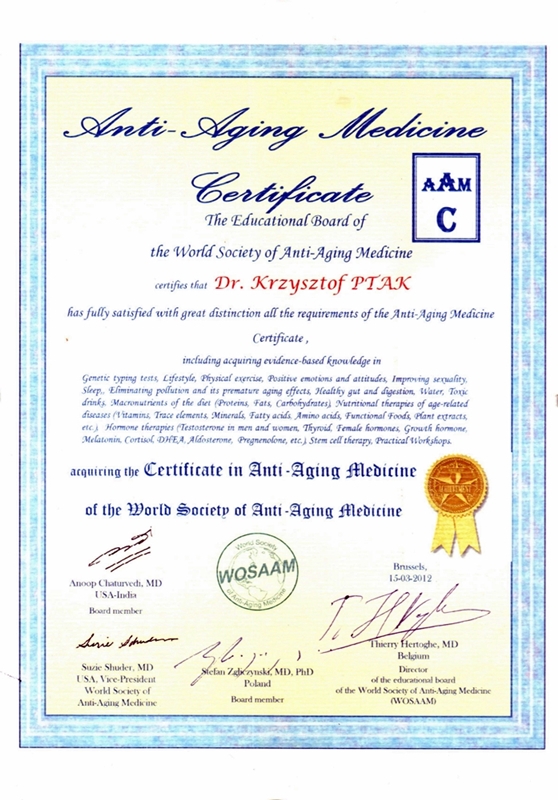 Anti-Aging Medicine
Certificate
AAM
C
The Educational Board of
the World Society of Anti-Aging Medicine
certifies that Dr. Krzysztof PTAK
has fully satisfied with great distinction all the requirements of the Anti-Aging Medicine
Certificate ,
including acquiring evidence-based knowledge in
Genetic typing tests, Lifestyle, Physical exercise, Positive emotions and attitudes, Improving sexuality,
Sleep,, Eliminating pollution and its premature aging effects, Healthy gut and digestion, Water, Toxic
drinks, Macronutrients of the diet (Proteins, Fats, Carbohydrates), Nutritional therapies of age-related
diseases (Vitamins, Trace elements, Minerals, Fatty acids, Amino acids, Functional Foods, Plant extracts,
etc.), Hormone therapies (Testosterone in men and women, Thyroid, Female hormones, Growth hormone,
Melatonin, Cortisol, DHEA, Aldosterone, Pregnenolone, etc.), Stem cell therapy, Practical Workshops.
acquiring the Certificate in Anti-Aging Medicine
of the World Society of Anti-Aging Medicine
ACHIEVEMENT
World Society
WOSAAM
of Anti-Aging Medicine
Brussels,
15-03-2012
Anoop Chaturvedi, MD
USA-India
Board member
Thierry Hertoghe, MD
Belgium
Director
of the educational board
of the World Society of Anti-Aging Medicine
(WOSAAM)
Suzie Shuder, MD
USA, Vice-President
World Society of
Anti-Aging Medicine
Stefan Zgliczynski, MD, PhD
Poland
Board member